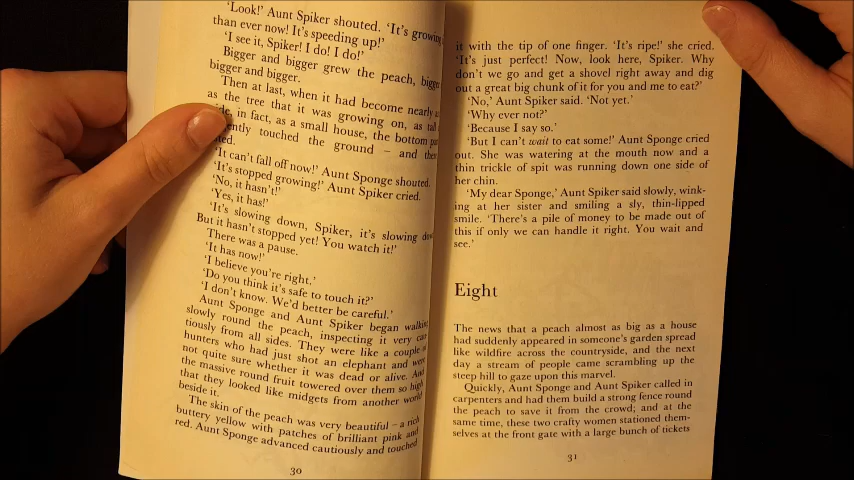 'Look!' Aunt Spiker shouted. 'It's growing
than ever now! It's speeding up!'
'I see it, Spiker! I do! I do!'
Bigger and bigger grew the peach, bigger
bigger and bigger.
Then at last, when it had become nearly
as the tree that it was growing on, as tall
in fact, as a small house, the bottom
gently touched the ground – and there
'It can't fall off now!' Aunt Sponge shouted.
'It's stopped growing!' Aunt Spiker cried.
'No, it hasn't!'
'Yes, it has!'
'It's slowing down, Spiker, it's slowing down
But it hasn't stopped yet! You watch it!'
There was a pause.
'It has now!'
'I believe you're right.'
'Do you think it's safe to touch it?'
'I don't know. We'd better be careful.'
Aunt Sponge and Aunt Spiker began walking
slowly round the peach, inspecting it very cau
tiously from all sides. They were like a couple
hunters who had just shot an elephant and were
not quite sure whether it was dead or alive. And
the massive round fruit towered over them so high
that they looked like midgets from another world
beside it.
The skin of the peach was very beautiful – a rich
buttery yellow with patches of brilliant pink and
red. Aunt Sponge advanced cautiously and touched
30
it with the tip of one finger. 'It's ripe!' she cried.
'It's just perfect! Now, look here, Spiker. Why
don't we go and get a shovel right away and dig
out a great big chunk of it for you and me to eat?'
'No,' Aunt Spiker said. 'Not yet.'
'Why ever not?'
'Because I say so.'
'But I can't wait to eat some!' Aunt Sponge cried
out. She was watering at the mouth now and a
thin trickle of spit was running down one side of
her chin.
'My dear Sponge,' Aunt Spiker said slowly, wink-
ing at her sister and smiling a sly, thin-lipped
smile. 'There's a pile of money to be made out of
this if only we can handle it right. You wait and
see.'
Eight
The news that a peach almost as big as a house
had suddenly appeared in someone's garden spread
like wildfire across the countryside, and the next
day a stream of people came scrambling up the
steep hill to gaze upon this marvel.
Quickly, Aunt Sponge and Aunt Spiker called in
carpenters and had them build a strong fence round
the peach to save it from the crowd; and at the
same time, these two crafty women stationed them-
selves at the front gate with a large bunch of tickets
31